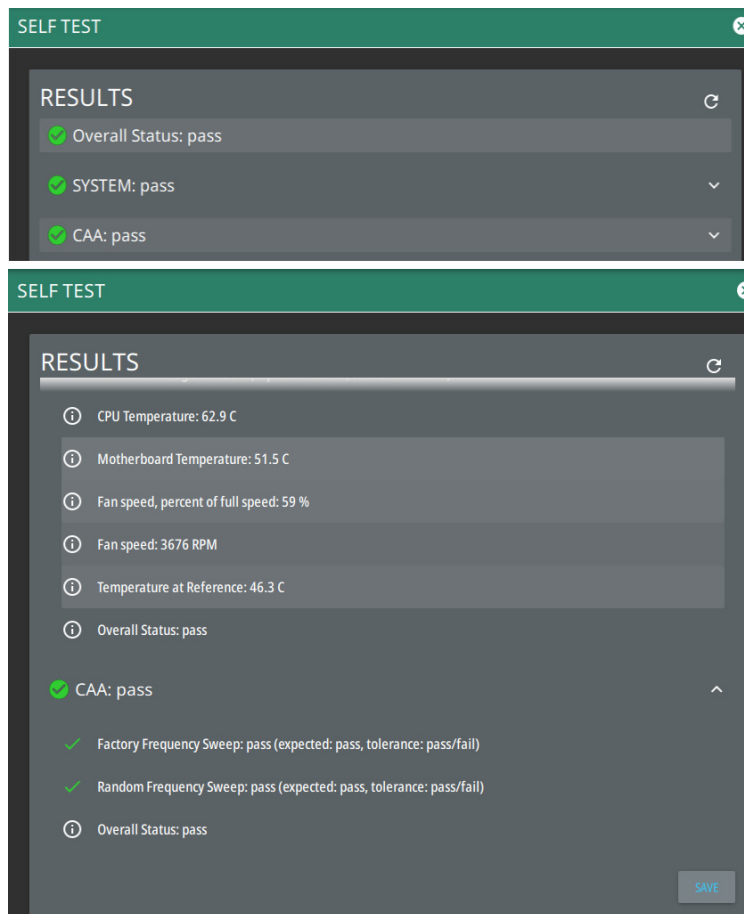 SELF TEST
RESULTS
Overall Status: pass
SYSTEM: pass
CAA: pass
SELF TEST
RESULTS
CPU Temperature: 62.9 C
Motherboard Temperature: 51.5 C
Fan speed, percent of full speed: 59 %
Fan speed: 3676 RPM
Temperature at Reference: 46.3 C
Overall Status: pass
CAA: pass
Factory Frequency Sweep: pass (expected: pass, tolerance: pass/fail)
Random Frequency Sweep: pass (expected: pass, tolerance: pass/fail)
Overall Status: pass
SAVE